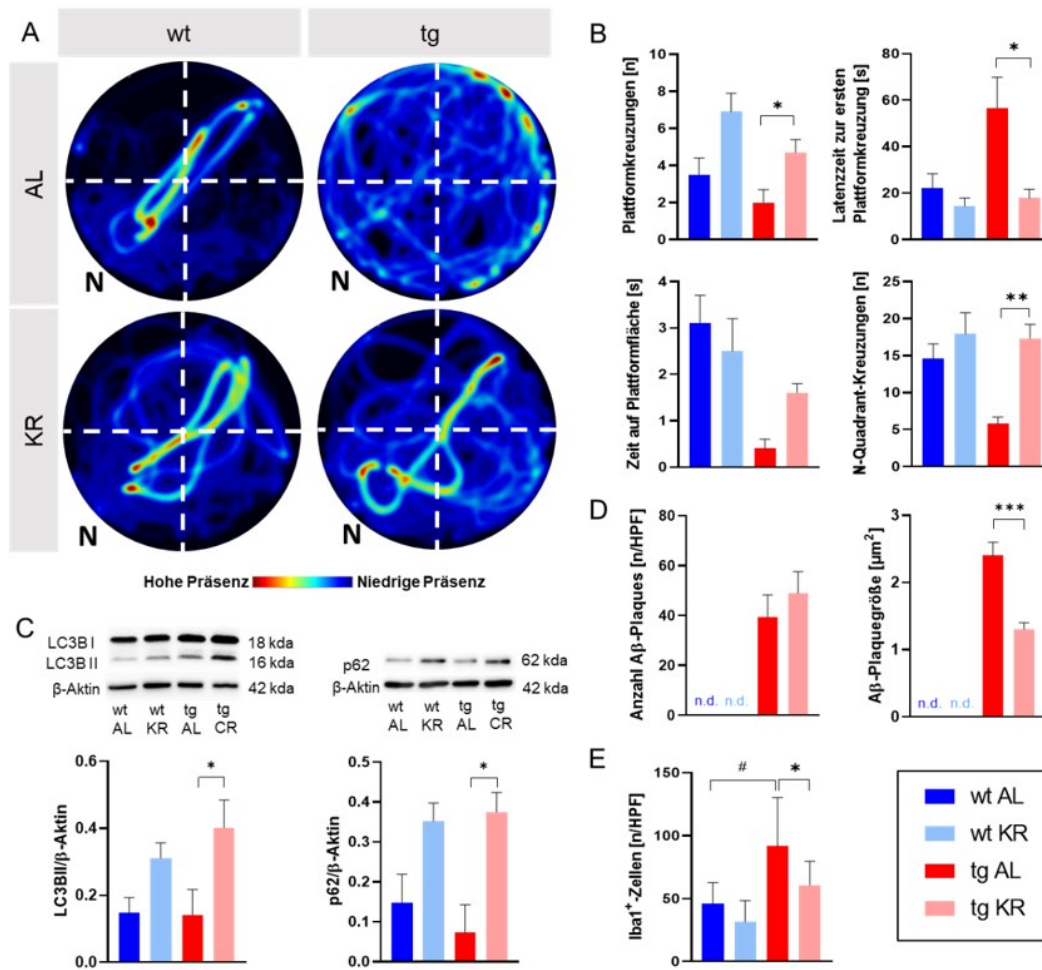 A
wt
tg
AL
KR
N
N
N
Hohe Präsenz
Niedrige Präsenz
B
Plattformkreuzungen [n]
10
8
6
4
2
0
*
Latenzzeit zur ersten
Plattformkreuzung [s]
80
60
40
20
0
*
Zeit auf Plattformfläche [s]
4
3
2
1
0
N-Quadrant-Kreuzungen [n]
25
20
15
10
5
0
**
C
LC3B I
18 kda
LC3B II
16 kda
β-Aktin
42 kda
wt wt tg tg
AL KR AL CR
p62
62 kda
β-Aktin
42 kda
wt wt tg tg
AL KR AL CR
LC3BII/β-Aktin
0.6
0.4
0.2
0.0
*
p62/β-Aktin
0.5
0.4
0.3
0.2
0.1
0.0
*
D
Anzahl Aβ-Plaques [n/HPF]
80
60
40
20
0
n.d. n.d.
Aβ-Plaquegröße [µm²]
3
2
1
0
n.d. n.d.
***
E
Iba1⁺-Zellen [n/HPF]
150
100
50
0
#
*
wt AL
wt KR
tg AL
tg KR